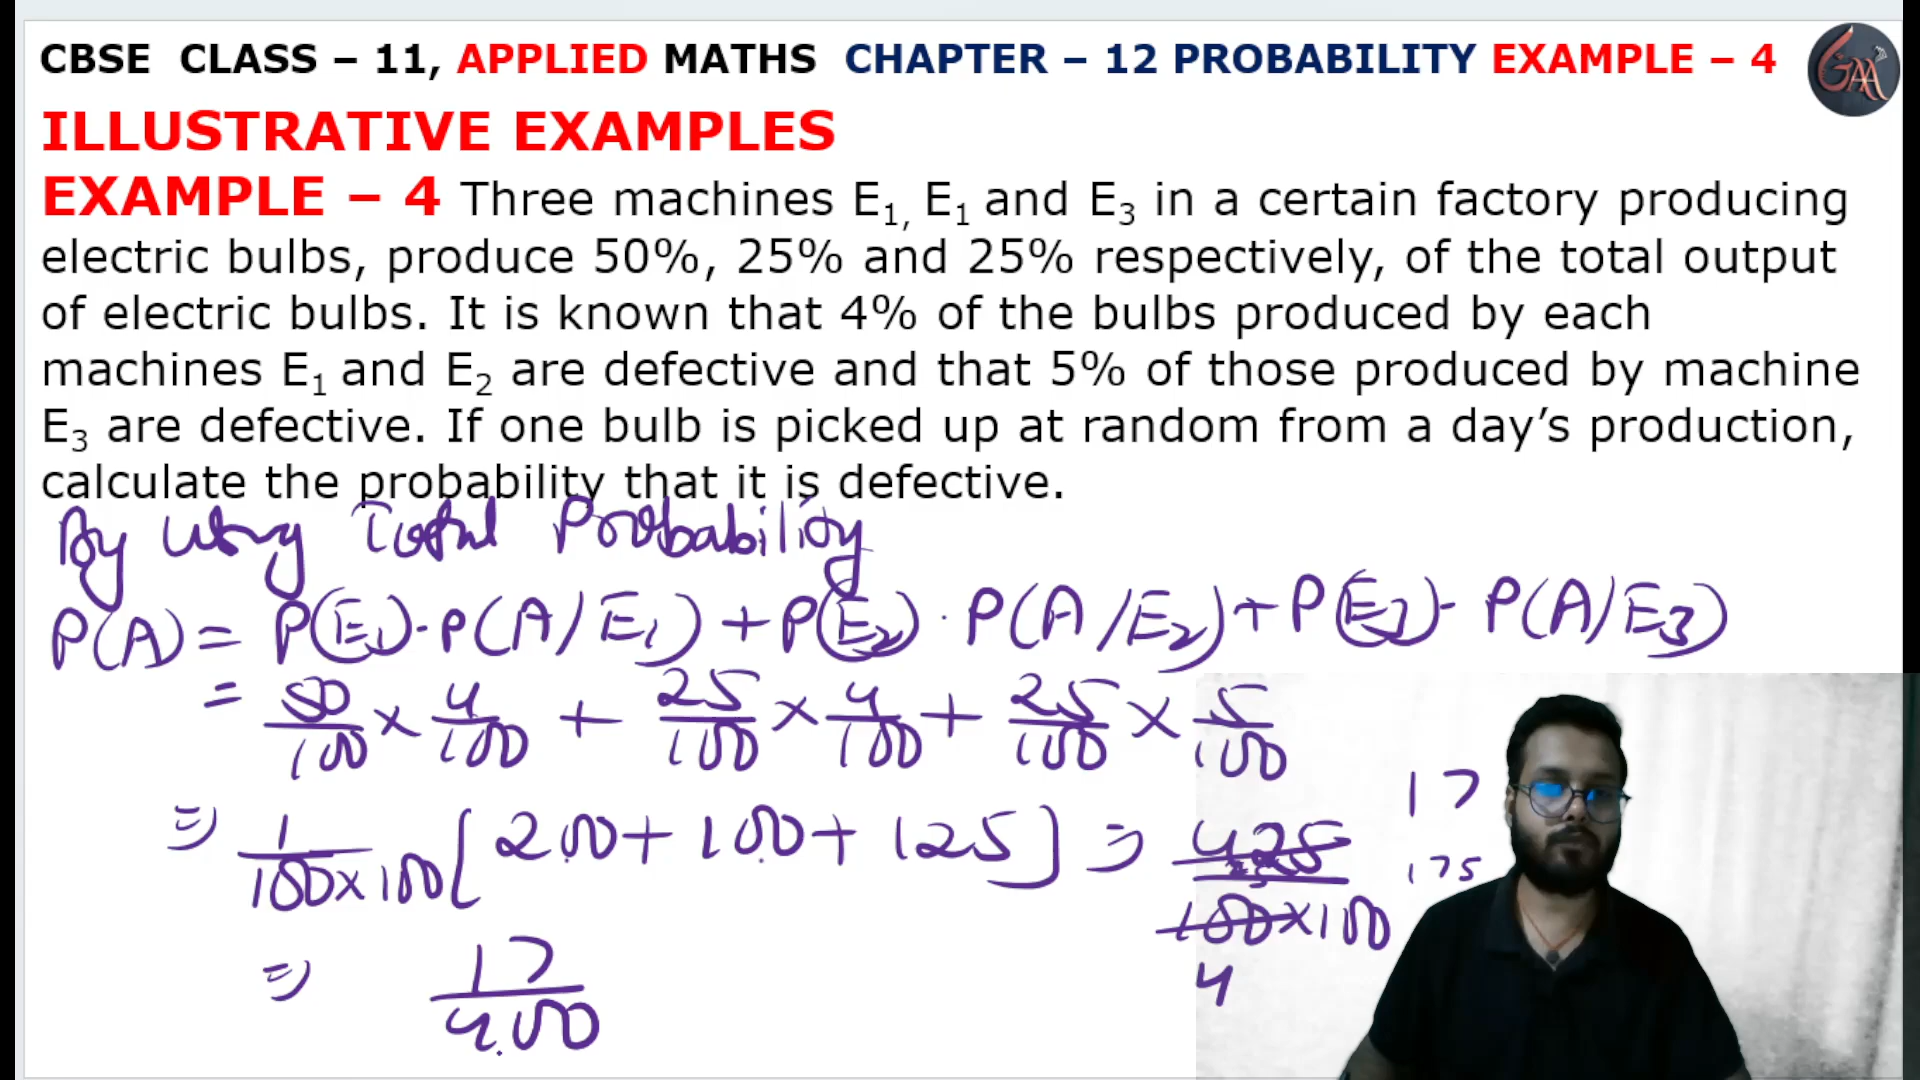 CBSE CLASS – 11, APPLIED MATHS CHAPTER – 12 PROBABILITY EXAMPLE – 4
GAA
ILLUSTRATIVE EXAMPLES
EXAMPLE – 4 Three machines E₁, E₁ and E₃ in a certain factory producing
electric bulbs, produce 50%, 25% and 25% respectively, of the total output
of electric bulbs. It is known that 4% of the bulbs produced by each
machines E₁ and E₂ are defective and that 5% of those produced by machine
E₃ are defective. If one bulb is picked up at random from a day’s production,
calculate the probability that it is defective.
By using Total Probability
P(A) = P(E₁)·P(A/E₁) + P(E₂)·P(A/E₂) + P(E₃)·P(A/E₃)
= 50/100 × 4/100 + 25/100 × 4/100 + 25/100 × 5/100
⇒ 1/100×100 [200 + 100 + 125] ⇒ 425/100×100
17
175
4
⇒ 17/400